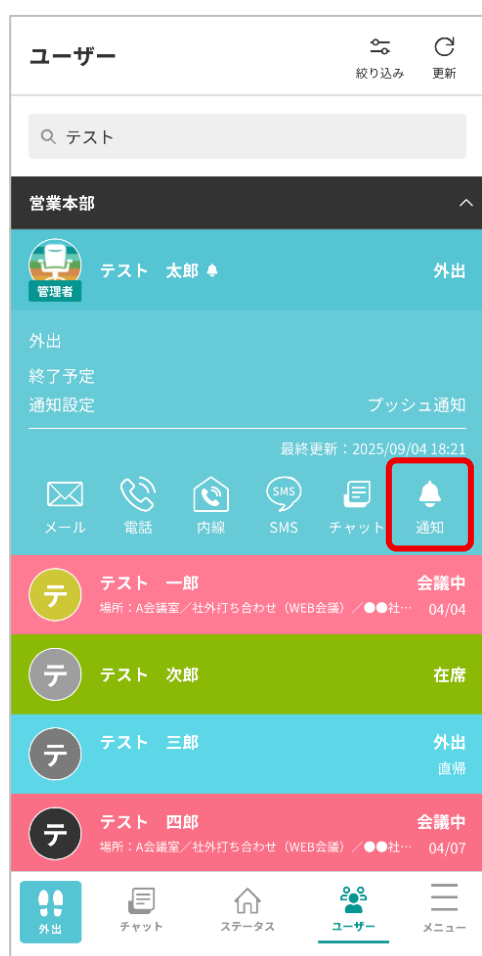 ユーザー
絞り込み 更新
テスト
営業本部
テスト 太郎 外出
管理者
外出
終了予定
通知設定 プッシュ通知
最終更新：2025/09/04 18:21
SMS
メール 電話 内線 SMS チャット 通知
テ テスト 一郎 会議中
場所：A会議室／社外打ち合わせ（WEB会議）／●●社… 04/04
テ テスト 次郎 在席
テ テスト 三郎 外出
直帰
テ テスト 四郎 会議中
場所：A会議室／社外打ち合わせ（WEB会議）／●●社… 04/07
外出 チャット ステータス ユーザー メニュー